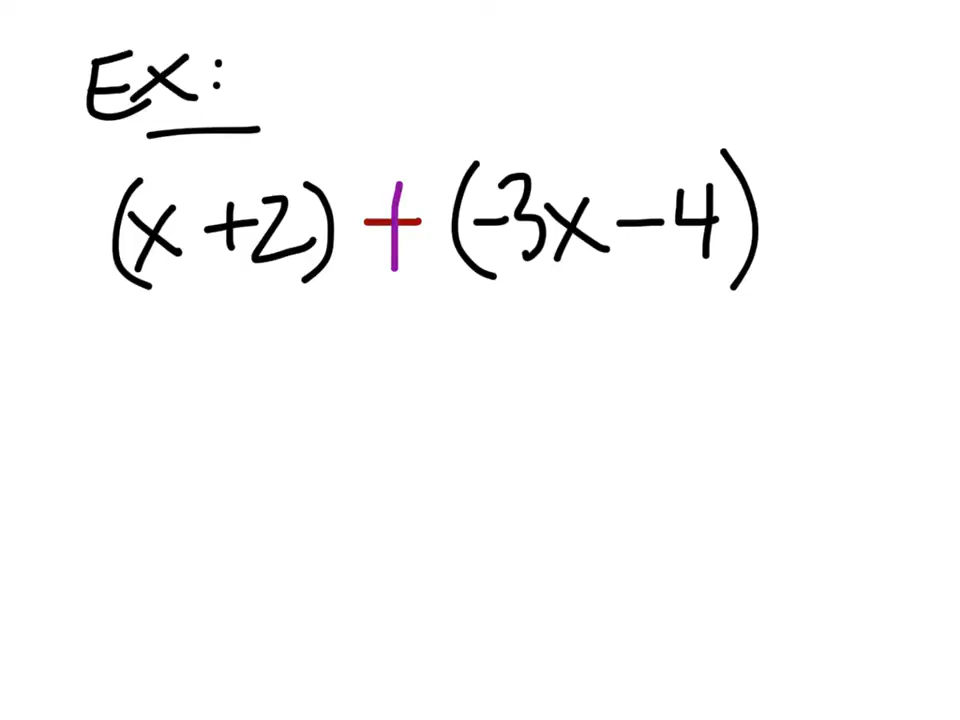 Ex:
(x+2) + (-3x-4)